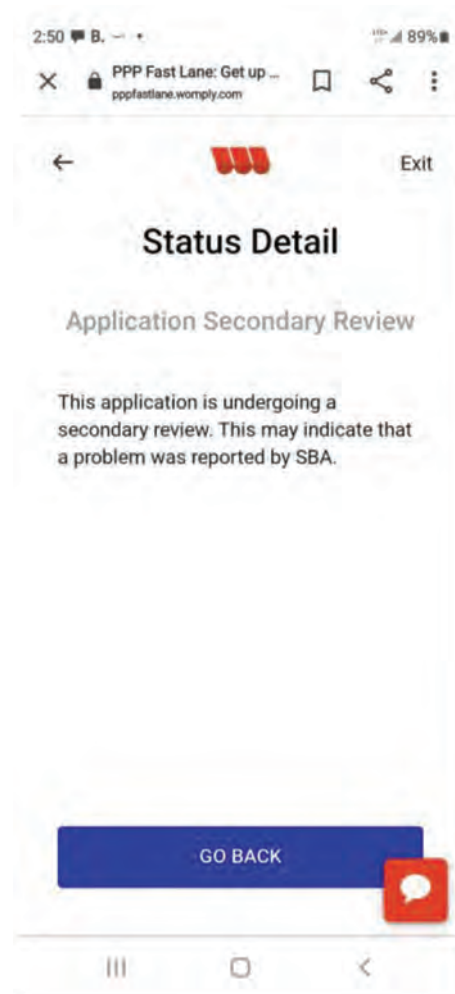 2:50 B. 89%
PPP Fast Lane: Get up ...
pppfastlane.womply.com
Exit
Status Detail
Application Secondary Review
This application is undergoing a
secondary review. This may indicate that
a problem was reported by SBA.
GO BACK